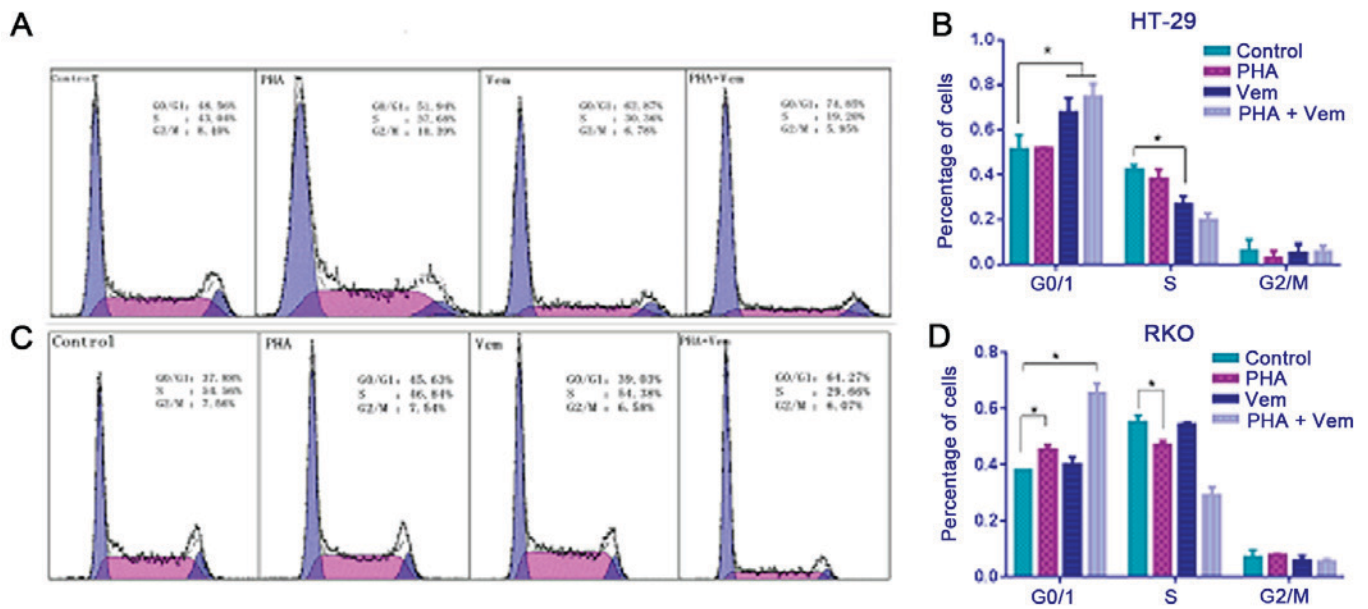 A
Control
G0/G1: 48.56%
S : 43.04%
G2/M : 8.40%
PHA
G0/G1: 51.94%
S : 37.66%
G2/M : 10.39%
Vem
G0/G1: 62.87%
S : 30.36%
G2/M : 6.78%
PHA+Vem
G0/G1: 74.85%
S : 19.20%
G2/M : 5.95%
B
HT-29
Percentage of cells
1.0
0.8
0.6
0.4
0.2
0.0
*
*
Control
PHA
Vem
PHA + Vem
G0/1
S
G2/M
C
Control
G0/G1: 37.88%
S : 54.56%
G2/M : 7.56%
PHA
G0/G1: 45.63%
S : 46.84%
G2/M : 7.54%
Vem
G0/G1: 39.03%
S : 54.38%
G2/M : 6.58%
PHA+Vem
G0/G1: 64.27%
S : 29.66%
G2/M : 6.07%
D
RKO
Percentage of cells
0.8
0.6
0.4
0.2
0.0
*
*
*
Control
PHA
Vem
PHA + Vem
G0/1
S
G2/M